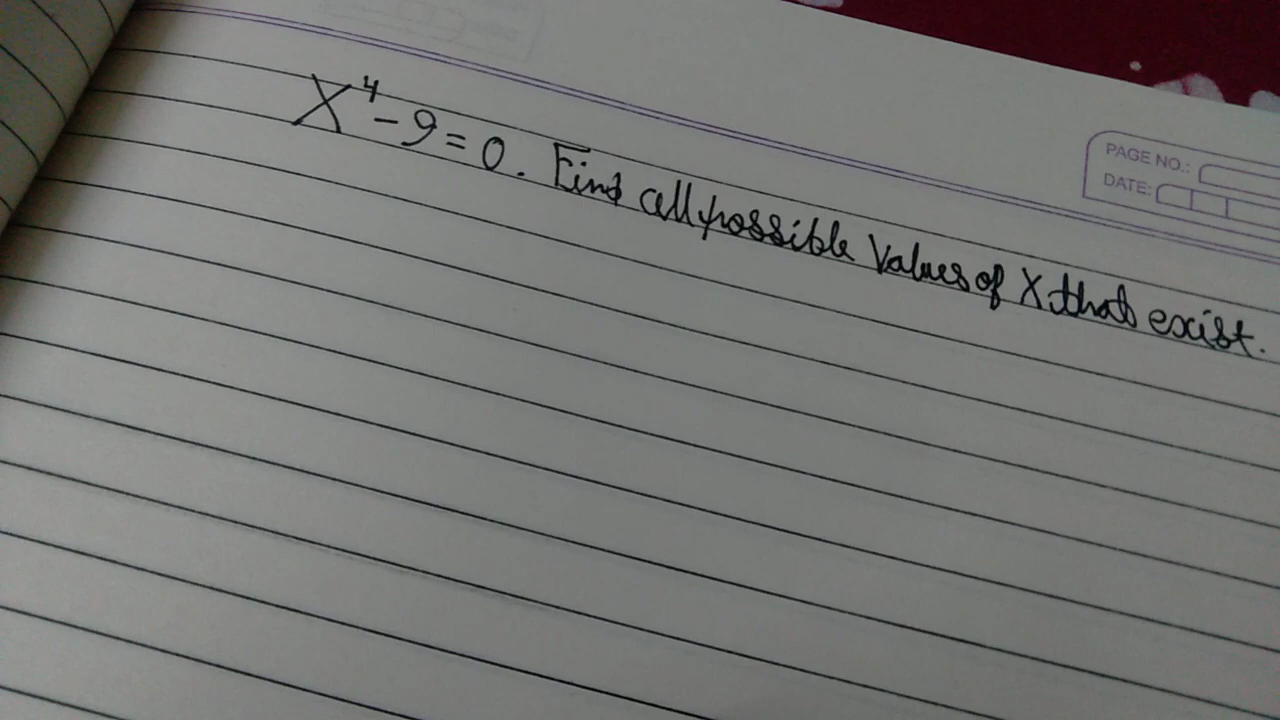 X⁴-9=0. Find all possible Values of X that exist.
PAGE NO.:
DATE: